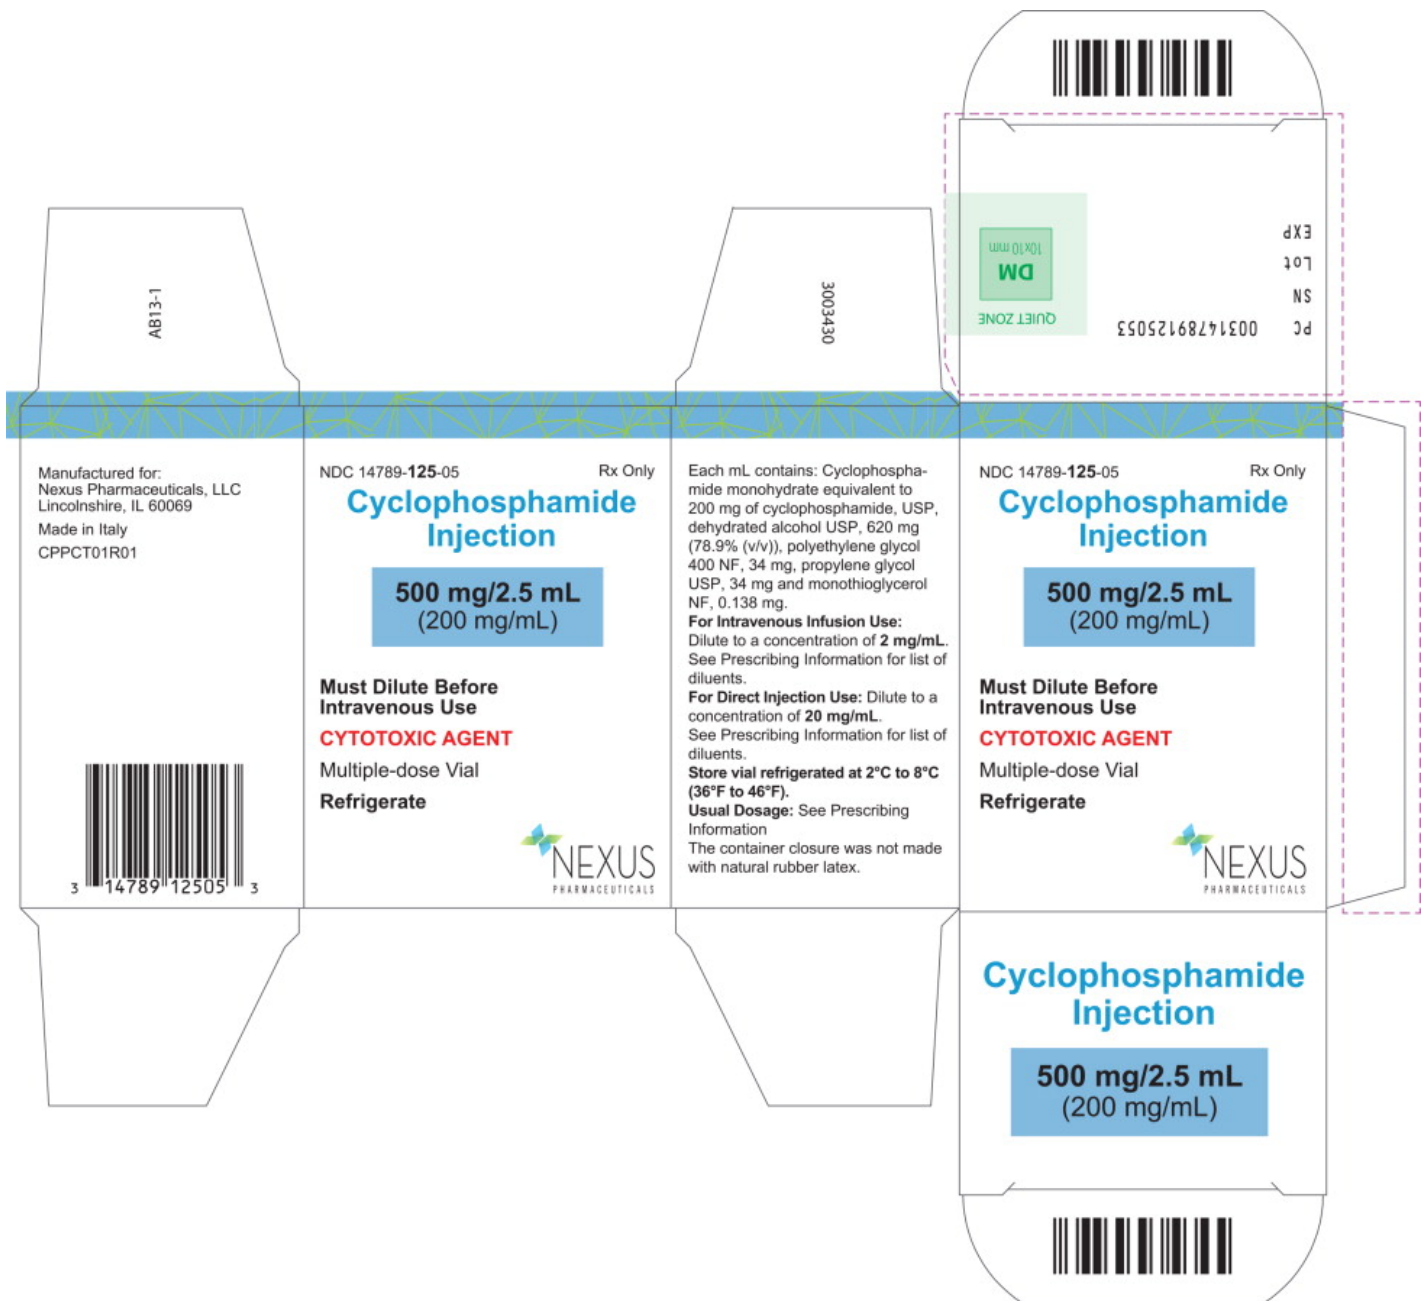 AB13-1
3003430
PC 00314789125053
SN
Lot
EXP
QUIET ZONE
DM
10x10 mm
Manufactured for:
Nexus Pharmaceuticals, LLC
Lincolnshire, IL 60069
Made in Italy
CPPCT01R01
3 14789 12505 3
NDC 14789-125-05 Rx Only
Cyclophosphamide
Injection
500 mg/2.5 mL
(200 mg/mL)
Must Dilute Before
Intravenous Use
CYTOTOXIC AGENT
Multiple-dose Vial
Refrigerate
NEXUS
PHARMACEUTICALS
Each mL contains: Cyclophospha-
mide monohydrate equivalent to
200 mg of cyclophosphamide, USP,
dehydrated alcohol USP, 620 mg
(78.9% (v/v)), polyethylene glycol
400 NF, 34 mg, propylene glycol
USP, 34 mg and monothioglycerol
NF, 0.138 mg.
For Intravenous Infusion Use:
Dilute to a concentration of 2 mg/mL.
See Prescribing Information for list of
diluents.
For Direct Injection Use: Dilute to a
concentration of 20 mg/mL.
See Prescribing Information for list of
diluents.
Store vial refrigerated at 2°C to 8°C
(36°F to 46°F).
Usual Dosage: See Prescribing
Information
The container closure was not made
with natural rubber latex.
NDC 14789-125-05 Rx Only
Cyclophosphamide
Injection
500 mg/2.5 mL
(200 mg/mL)
Must Dilute Before
Intravenous Use
CYTOTOXIC AGENT
Multiple-dose Vial
Refrigerate
NEXUS
PHARMACEUTICALS
Cyclophosphamide
Injection
500 mg/2.5 mL
(200 mg/mL)